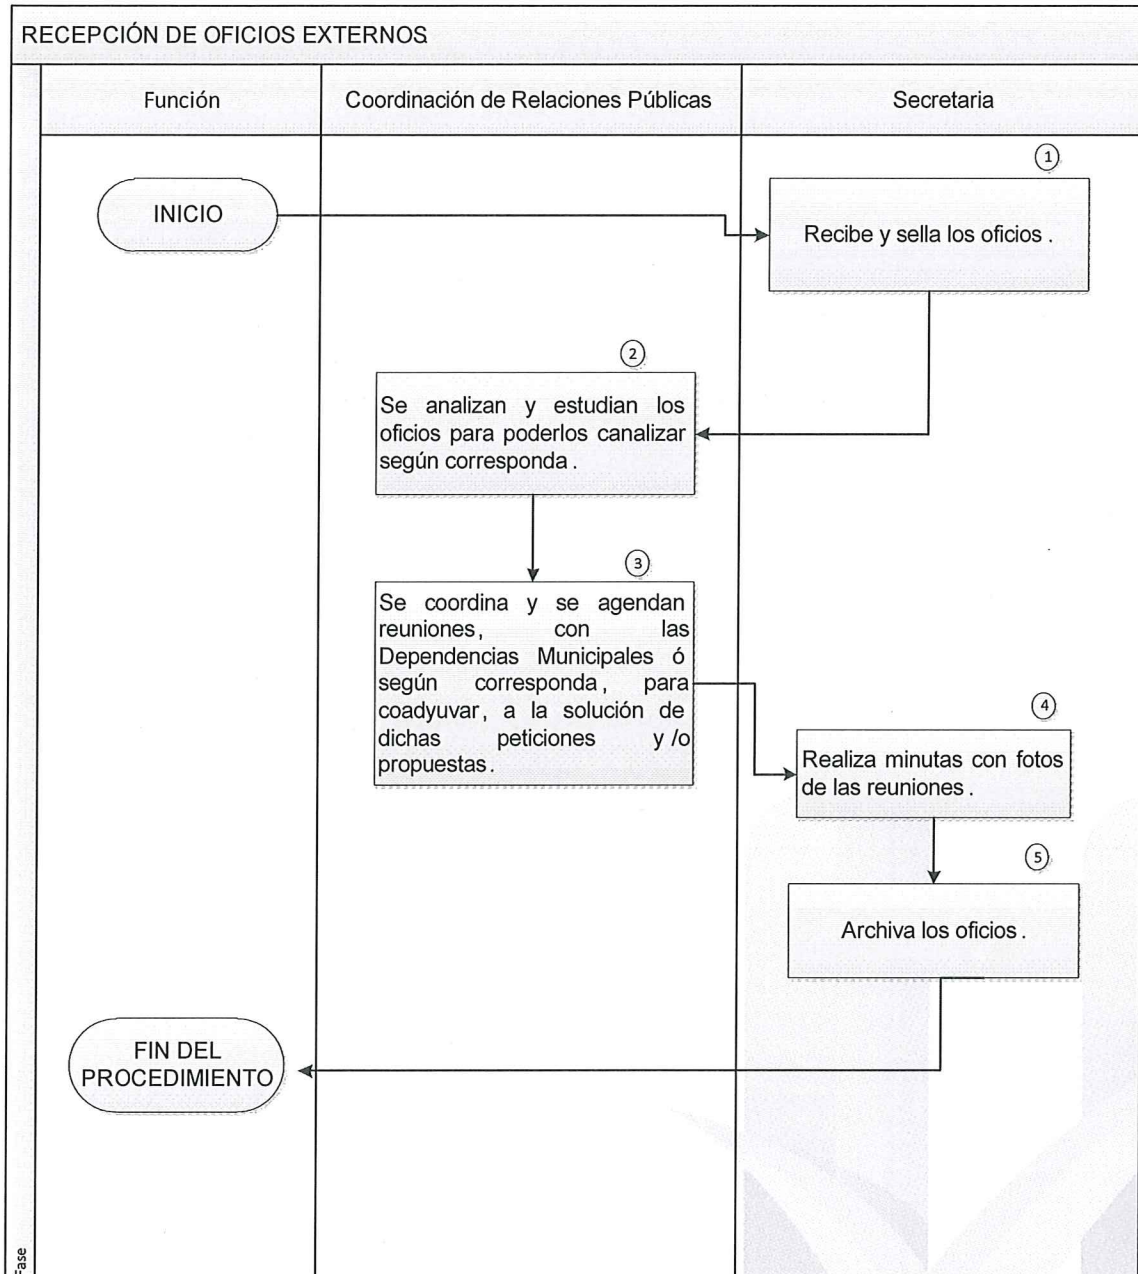 RECEPCIÓN DE OFICIOS EXTERNOS
Función
Coordinación de Relaciones Públicas
Secretaria
INICIO
1
Recibe y sella los oficios .
2
Se analizan y estudian los
oficios para poderlos canalizar
según corresponda .
3
Se coordina y se agendan
reuniones, con las
Dependencias Municipales ó
según corresponda, para
coadyuvar, a la solución de
dichas peticiones y /o
propuestas .
4
Realiza minutas con fotos
de las reuniones .
5
Archiva los oficios .
FIN DEL
PROCEDIMIENTO
Fase